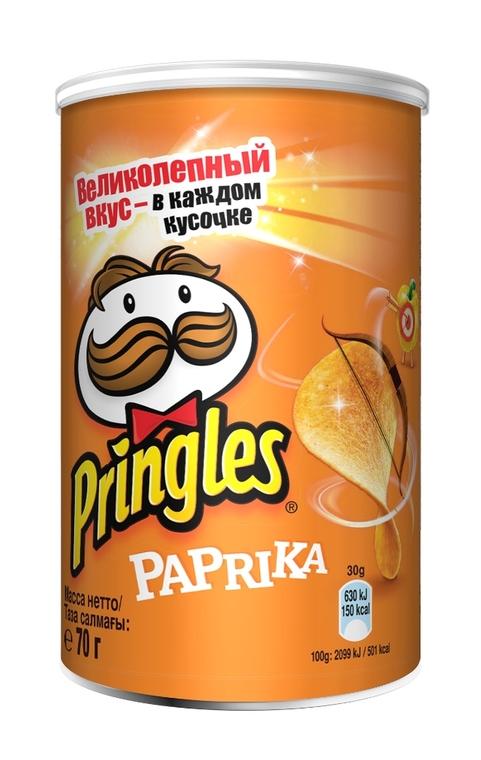 Великолепный
вкус – в каждом
кусочке
Pringles®
PAPRIKA
Масса нетто/
Таза салмағы:
℮ 70 г
30g
630 kJ
150 kcal
100g: 2099 kJ / 501 kcal